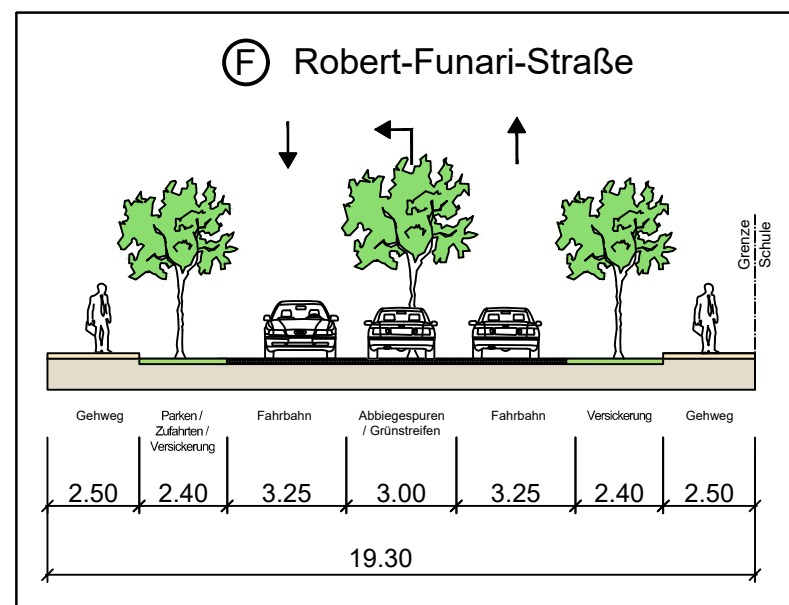 F Robert-Funari-Straße
Grenze
Schule
Gehweg
Parken /
Zufahrten /
Versickerung
Fahrbahn
Abbiegespuren
/ Grünstreifen
Fahrbahn
Versickerung
Gehweg
2.50 2.40 3.25 3.00 3.25 2.40 2.50
19.30